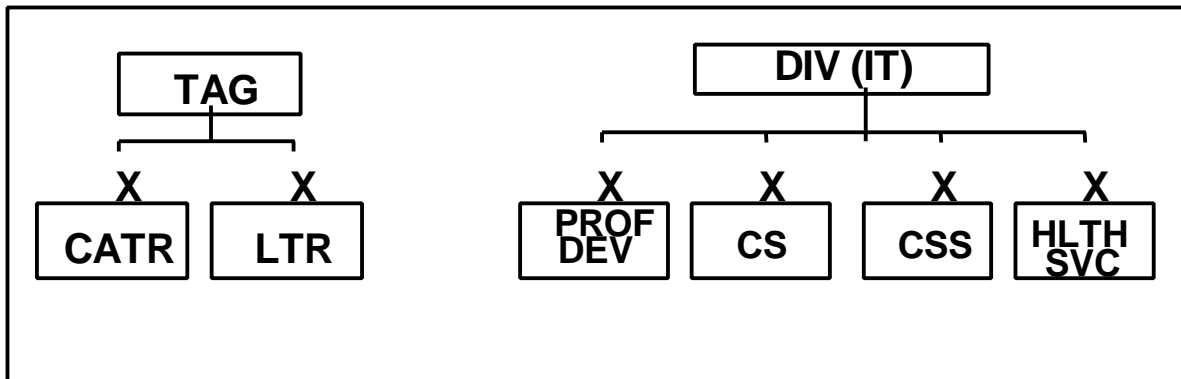 TAG
DIV (IT)
X X X X X X
CATR
LTR
PROF
DEV
CS
CSS
HLTH
SVC